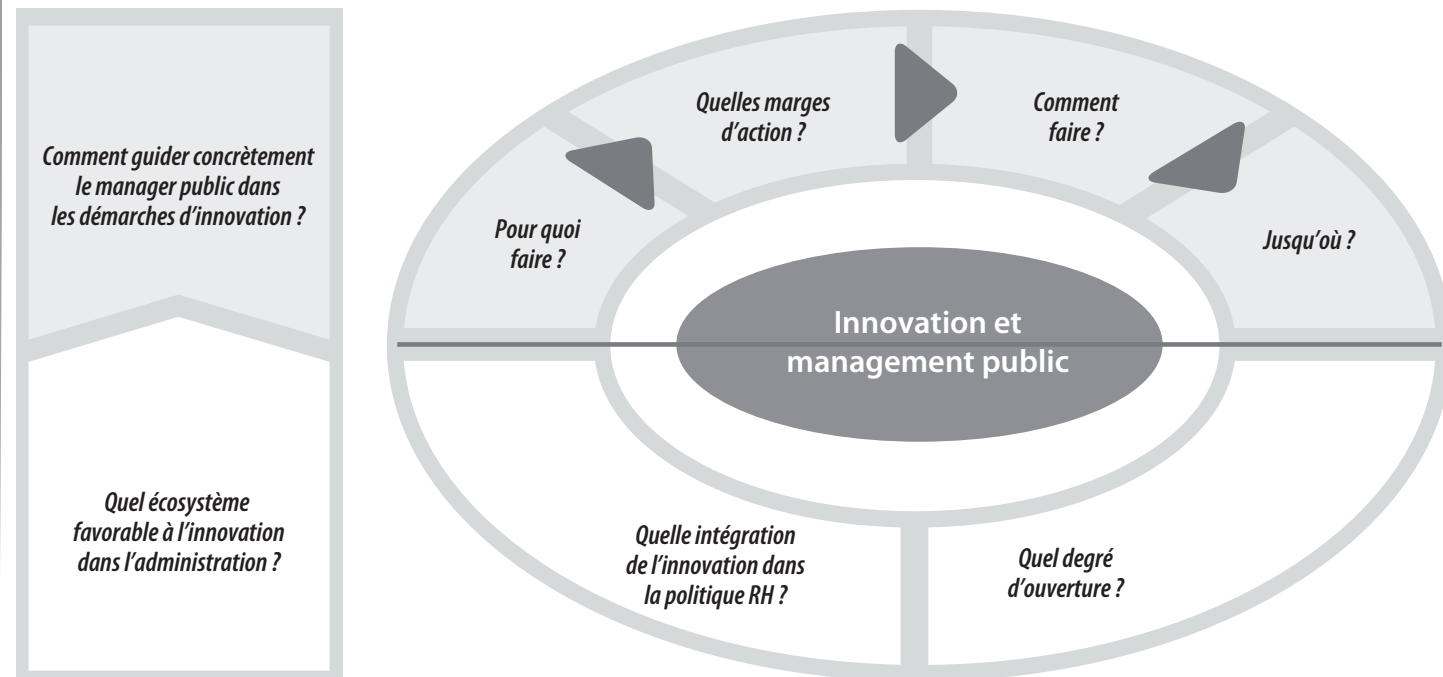 Comment guider concrètement
le manager public dans
les démarches d'innovation ?
Quel écosystème
favorable à l'innovation
dans l'administration ?
Pour quoi
faire ?
Quelles marges
d'action ?
Comment
faire ?
Jusqu'où ?
Innovation et
management public
Quelle intégration
de l'innovation dans
la politique RH ?
Quel degré
d'ouverture ?